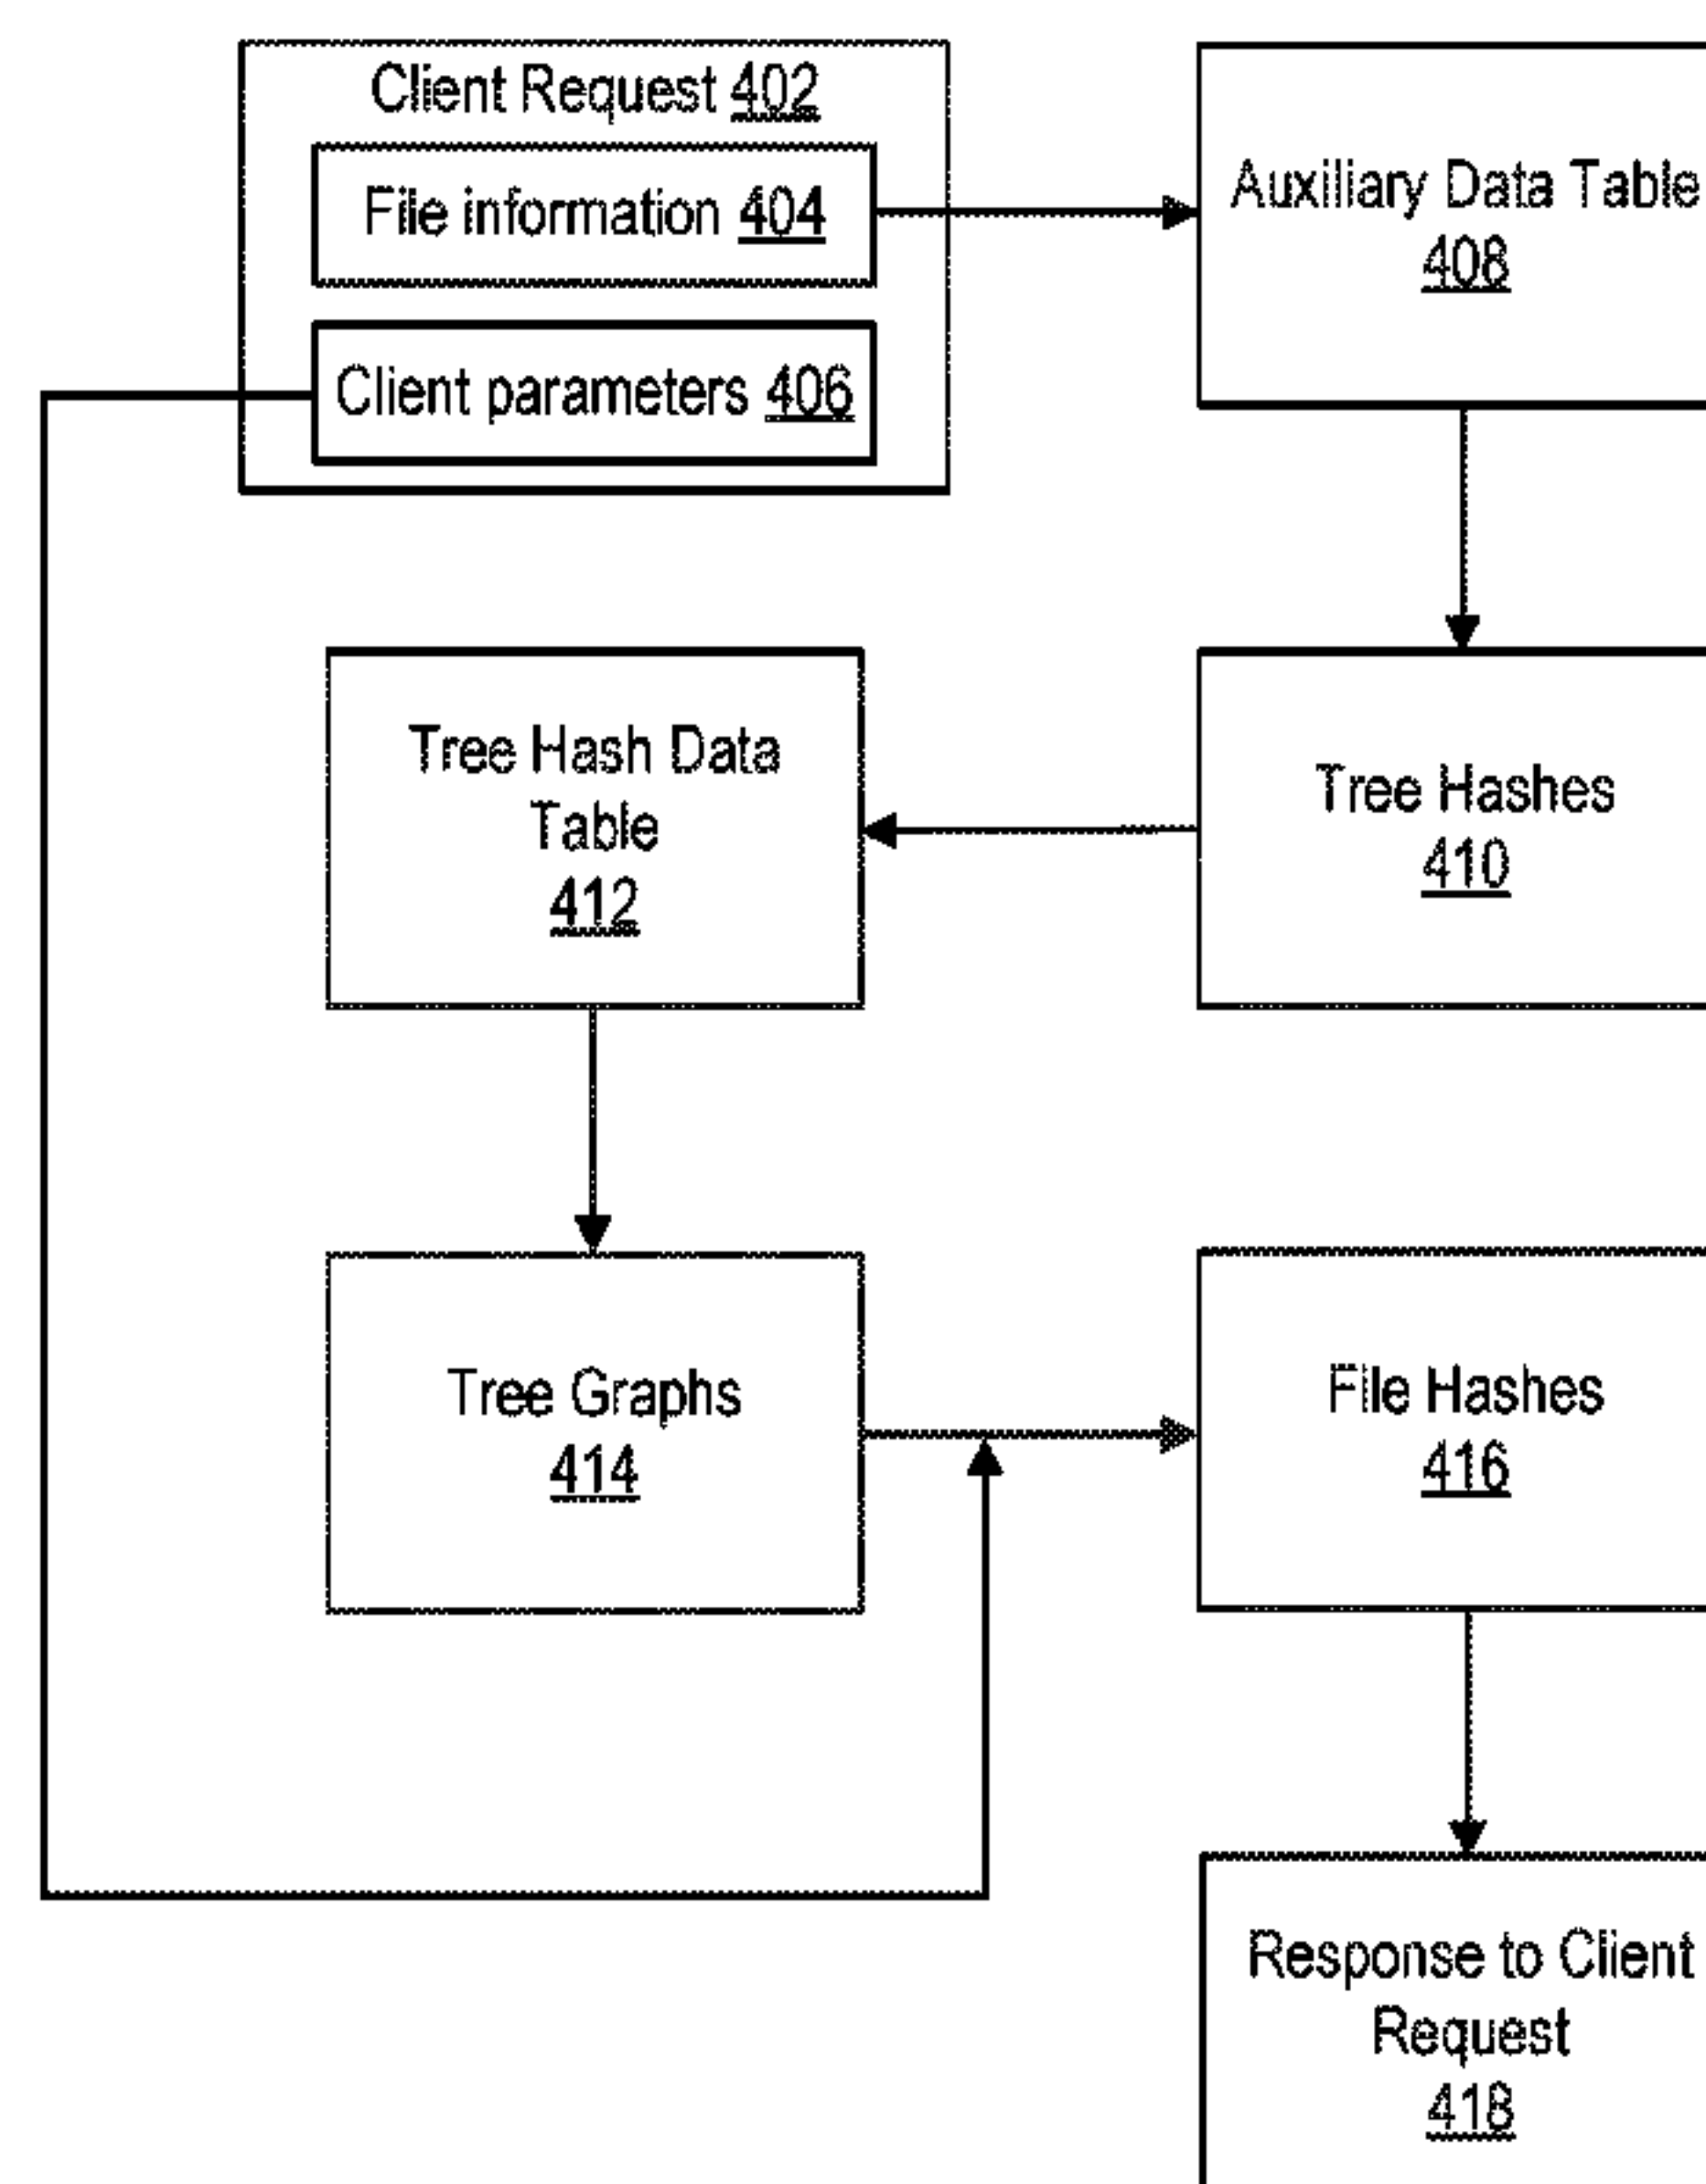 Client Request 402
File information 404
Client parameters 406
Auxiliary Data Table
408
Tree Hash Data
Table
412
Tree Hashes
410
Tree Graphs
414
File Hashes
416
Response to Client
Request
418